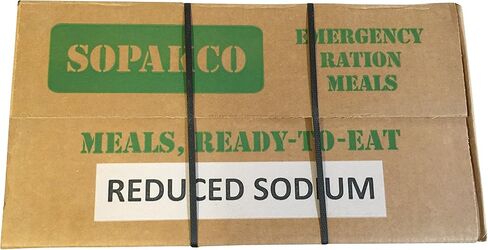 SOPAKCO
EMERGENCY
RATION
MEALS
MEALS, READY-TO-EAT
REDUCED SODIUM